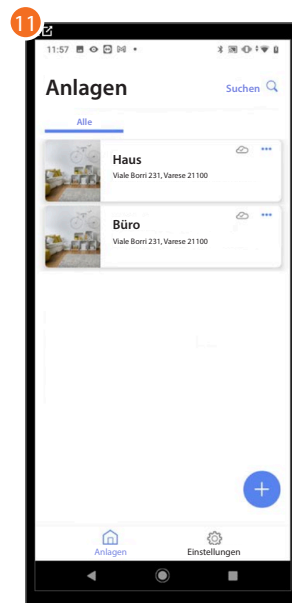 11
11:57
Anlagen
Suchen
Alle
Haus
Viale Borri 231, Varese 21100
Büro
Viale Borri 231, Varese 21100
Anlagen
Einstellungen